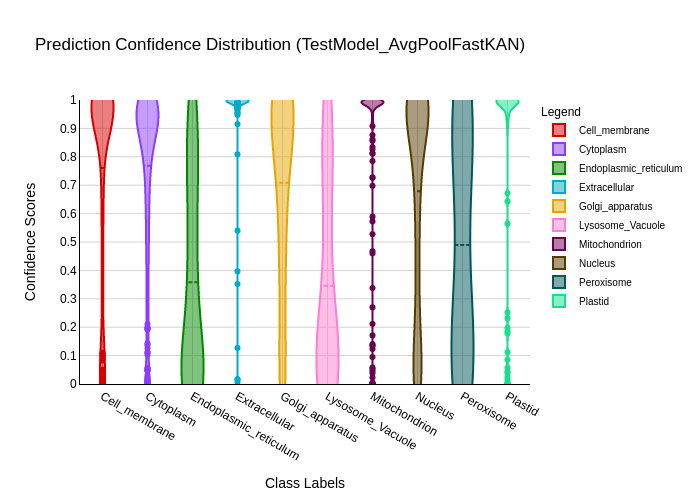 Prediction Confidence Distribution (TestModel_AvgPoolFastKAN)
Legend
Cell_membrane
Cytoplasm
Endoplasmic_reticulum
Extracellular
Golgi_apparatus
Lysosome_Vacuole
Mitochondrion
Nucleus
Peroxisome
Plastid
Confidence Scores
1
0.9
0.8
0.7
0.6
0.5
0.4
0.3
0.2
0.1
0
Cell_membrane
Cytoplasm
Endoplasmic_reticulum
Extracellular
Golgi_apparatus
Lysosome_Vacuole
Mitochondrion
Nucleus
Peroxisome
Plastid
Class Labels